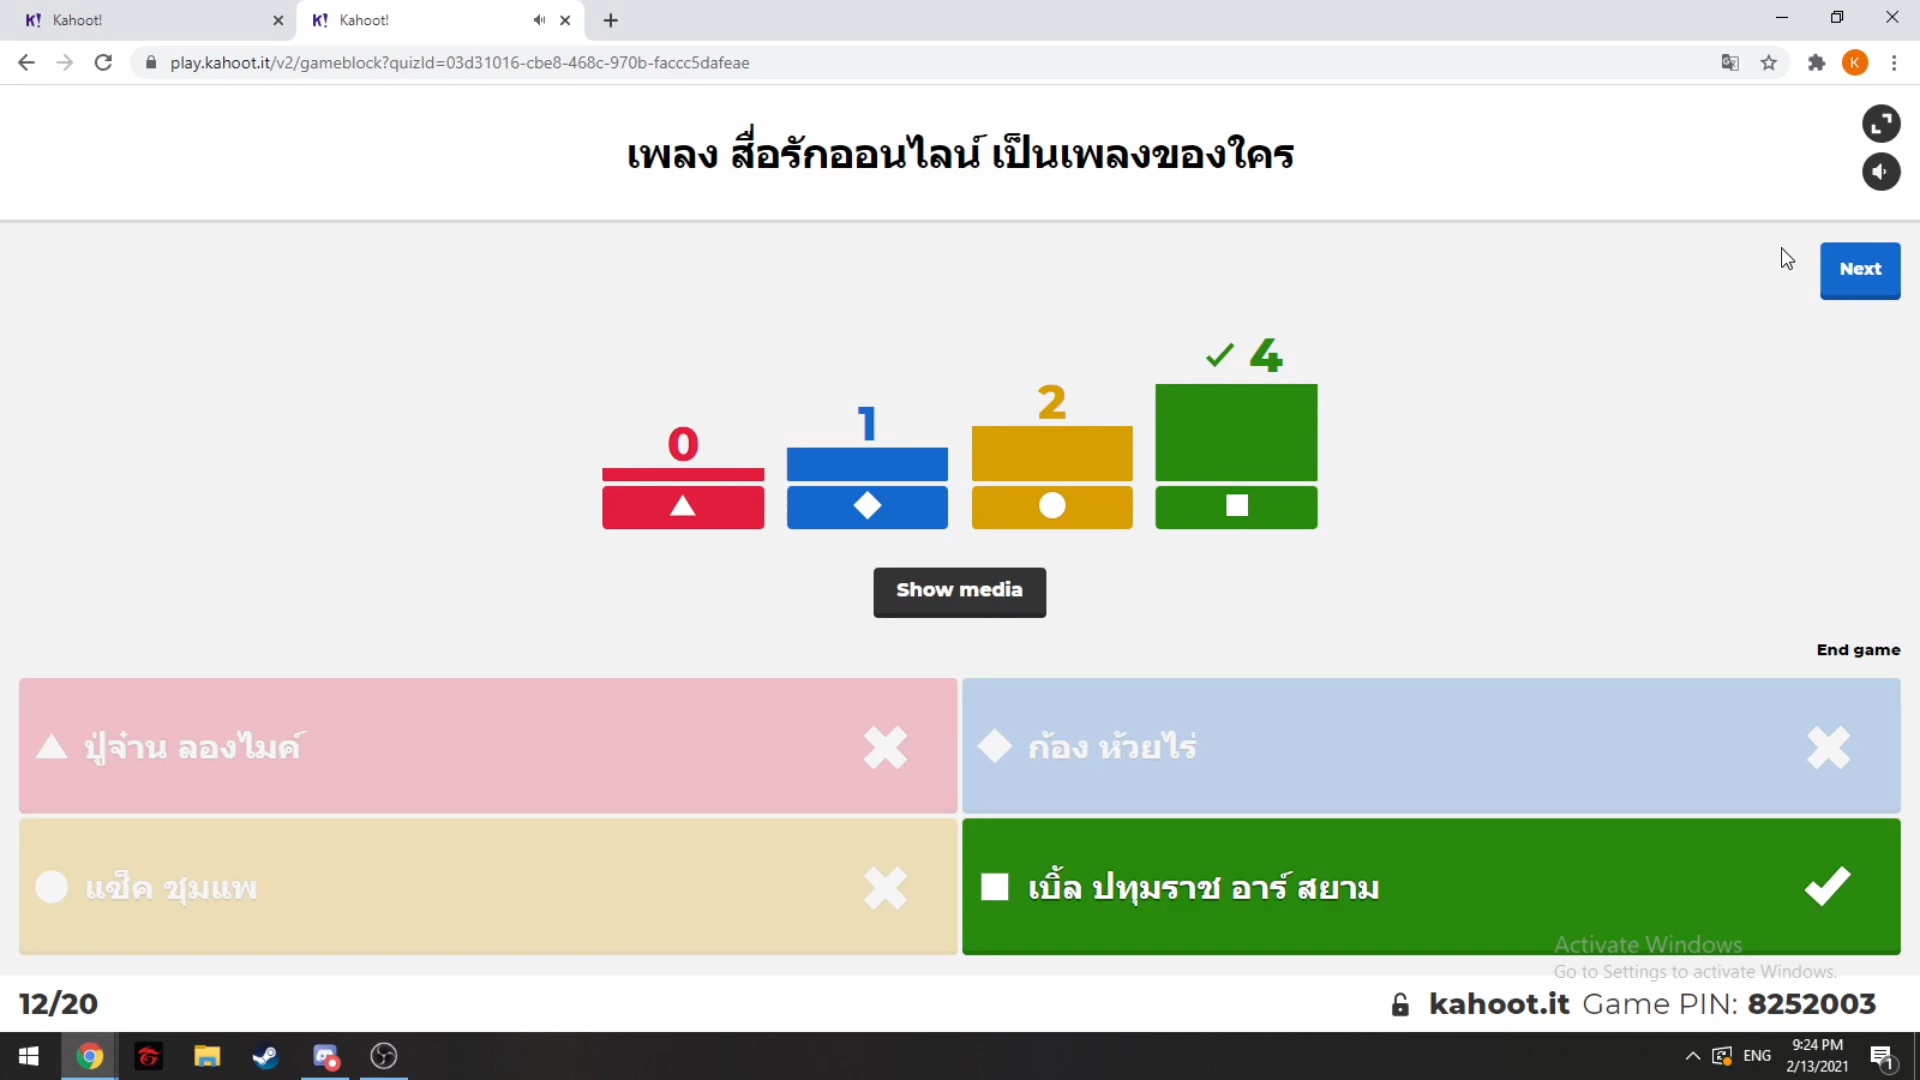 Kahoot!
Kahoot!
play.kahoot.it/v2/gameblock?quizId=03d31016-cbe8-468c-970b-faccc5dafeae
K
เพลง สื่อรักออนไลน์ เป็นเพลงของใคร
Next
0
1
2
4
Show media
End game
ปู่จ๋าน ลองไมค์
ก้อง ห้วยไร่
แซ็ค ชุมแพ
เบิ้ล ปทุมราช อาร์ สยาม
Activate Windows
Go to Settings to activate Windows.
12/20
kahoot.it Game PIN: 8252003
ENG
9:24 PM
2/13/2021
1